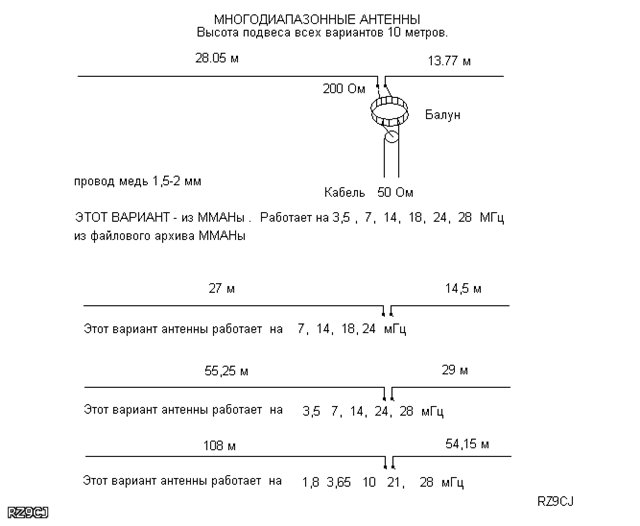 МНОГОДИАПАЗОННЫЕ АНТЕННЫ
Высота подвеса всех вариантов 10 метров.
28.05 м 13.77 м
200 Ом
Балун
провод медь 1,5-2 мм
Кабель 50 Ом
ЭТОТ ВАРИАНТ - из ММАНы . Работает на 3,5 , 7, 14, 18, 24, 28 МГц
из файлового архива ММАНы
27 м 14,5 м
Этот вариант антенны работает на 7, 14, 18, 24 мГц
55,25 м 29 м
Этот вариант антенны работает на 3,5 7, 14, 24, 28 мГц
108 м 54,15 м
Этот вариант антенны работает на 1,8 3,65 10 21, 28 мГц
RZ9CJ
RZ9CJ